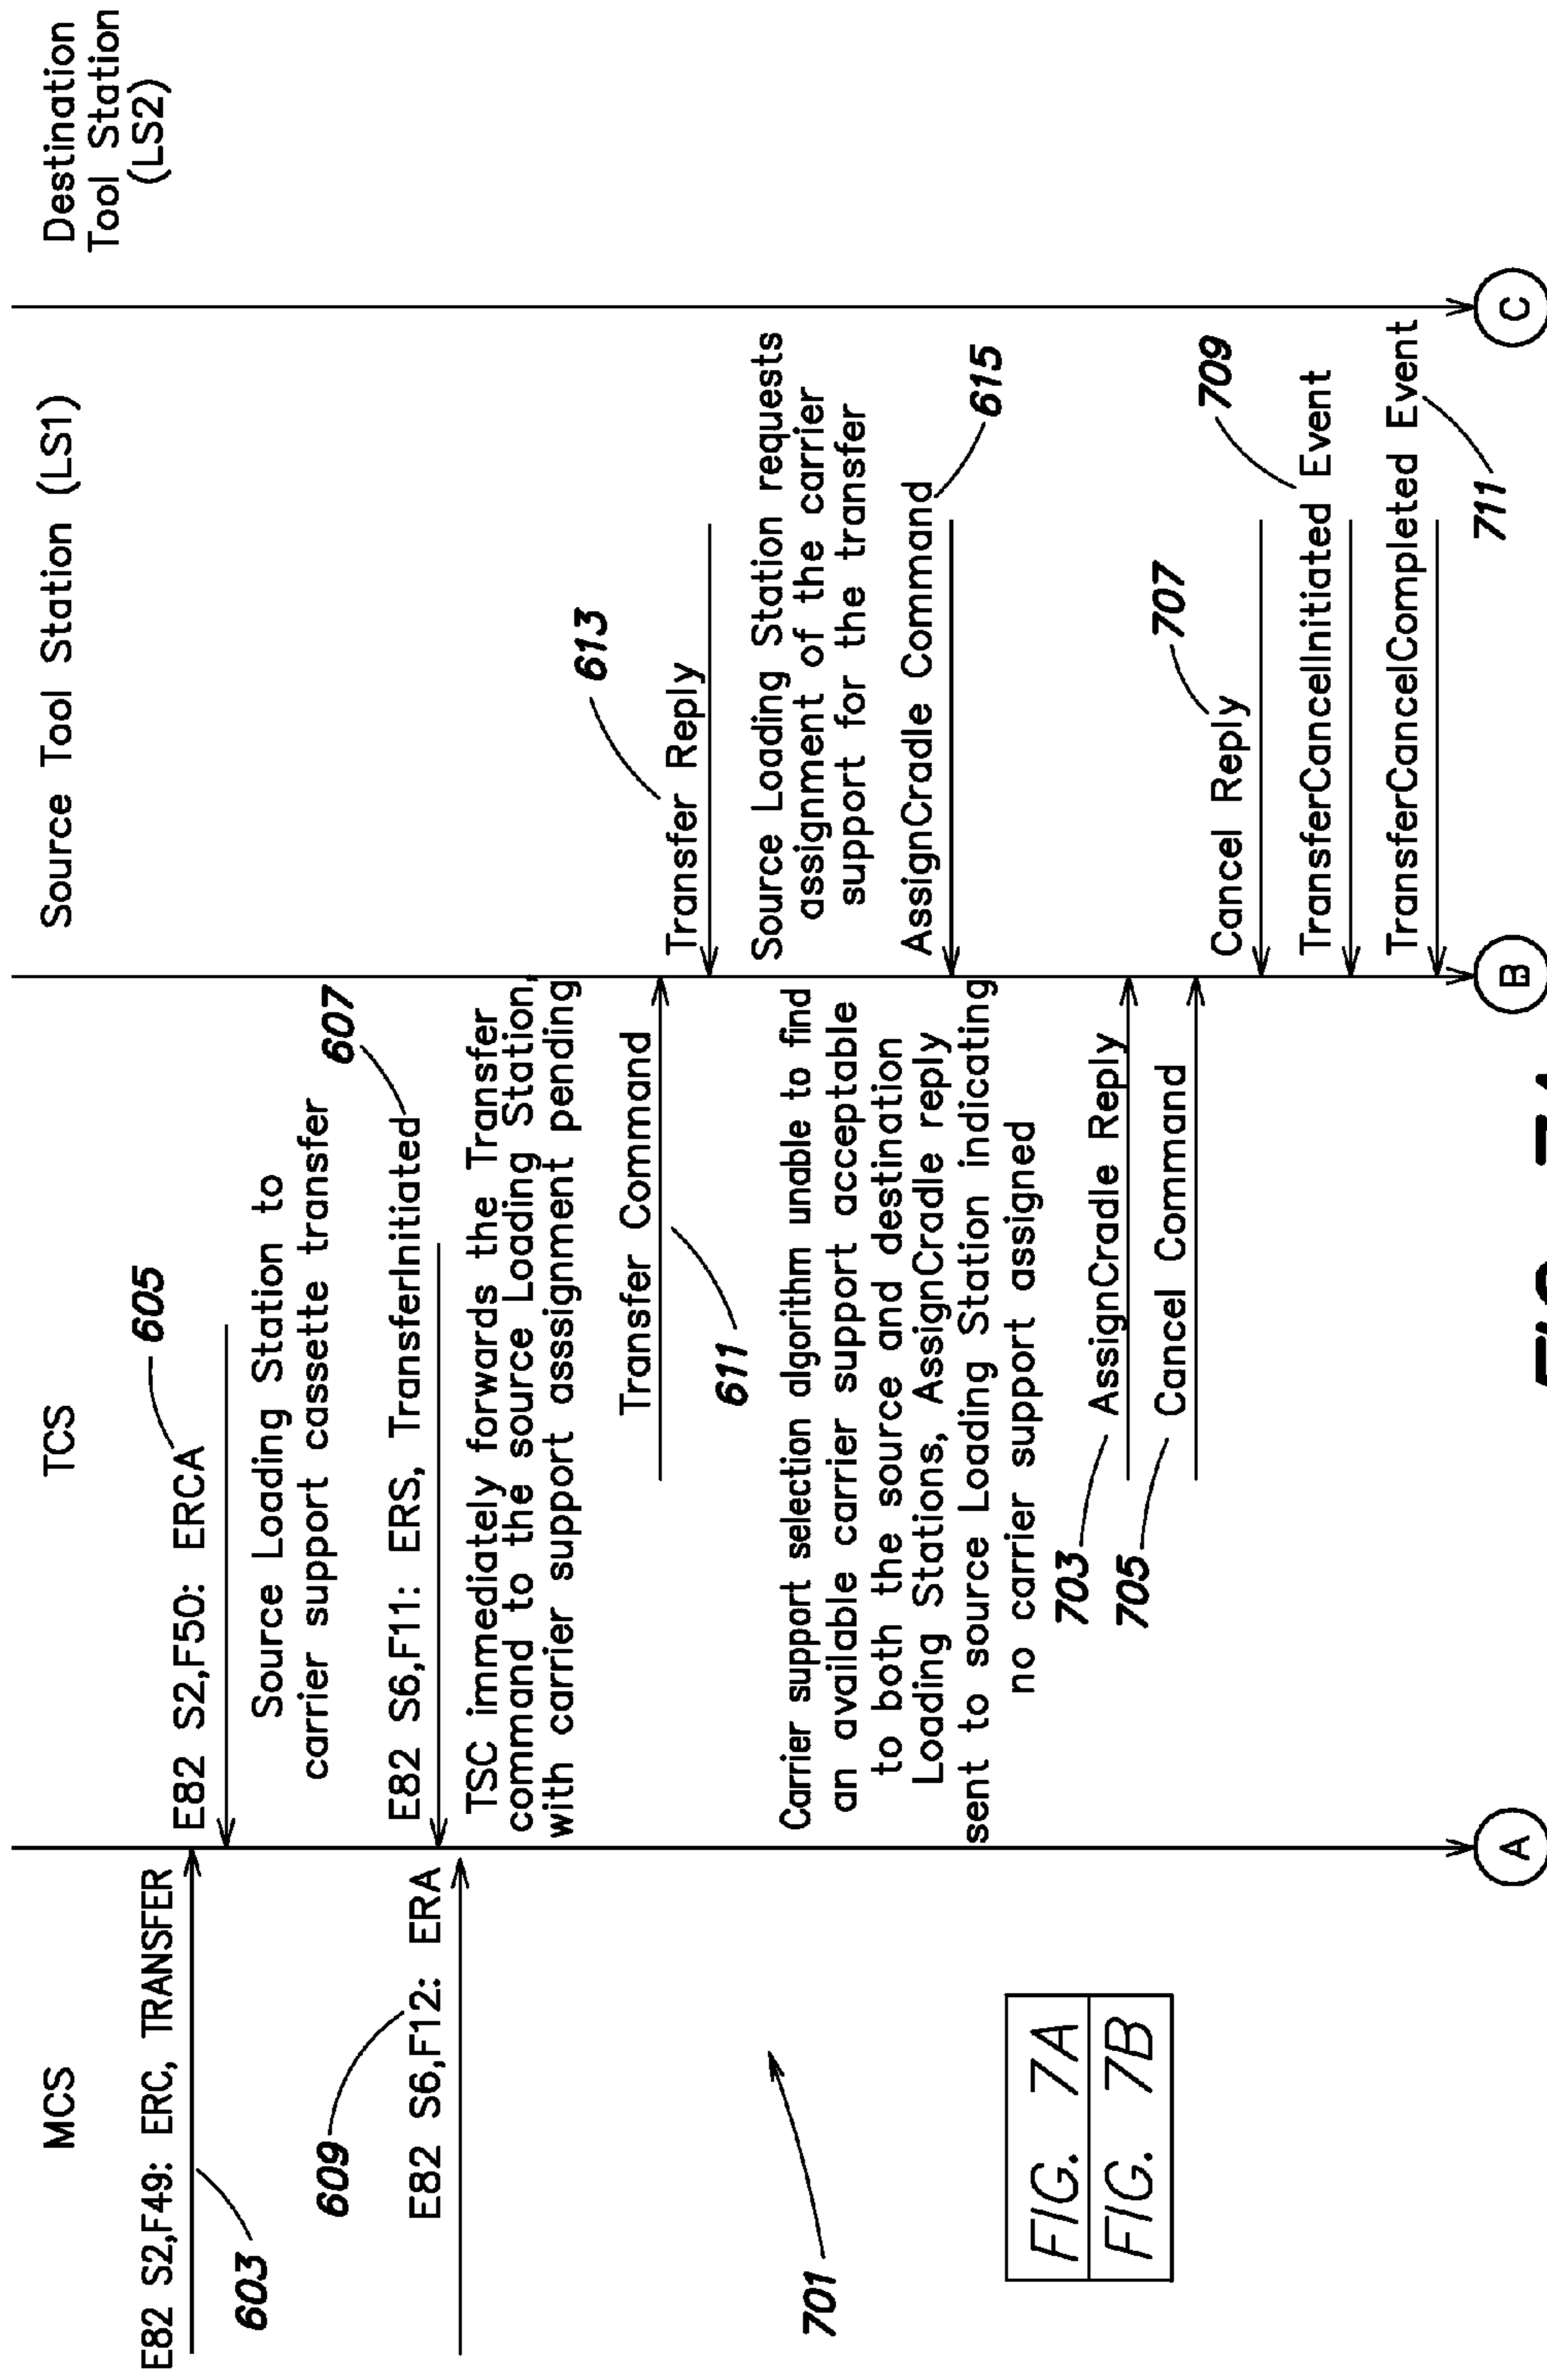 MCS
TCS
Source Tool Station (LS1)
Destination
Tool Station
(LS2)
E82 S2,F49: ERC, TRANSFER
603
E82 S2,F50: ERCA
605
Source Loading Station to
carrier support cassette transfer
607
E82 S6,F11: ERS, TransferInitiated
609
E82 S6,F12: ERA
TSC immediately forwards the Transfer
command to the source Loading Station,
with carrier support asssignment pending
Transfer Command
611
613
Transfer Reply
Source Loading Station requests
assignment of the carrier
support for the transfer
AssignCradle Command
615
701
Carrier support selection algorithm unable to find
an available carrier support acceptable
to both the source and destination
Loading Stations, AssignCradle reply
sent to source Loading Station indicating
no carrier support assigned
703
AssignCradle Reply
705
Cancel Command
707
Cancel Reply
709
TransferCancelInitiated Event
TransferCancelCompleted Event
711
FIG. 7A
FIG. 7B
A
B
C